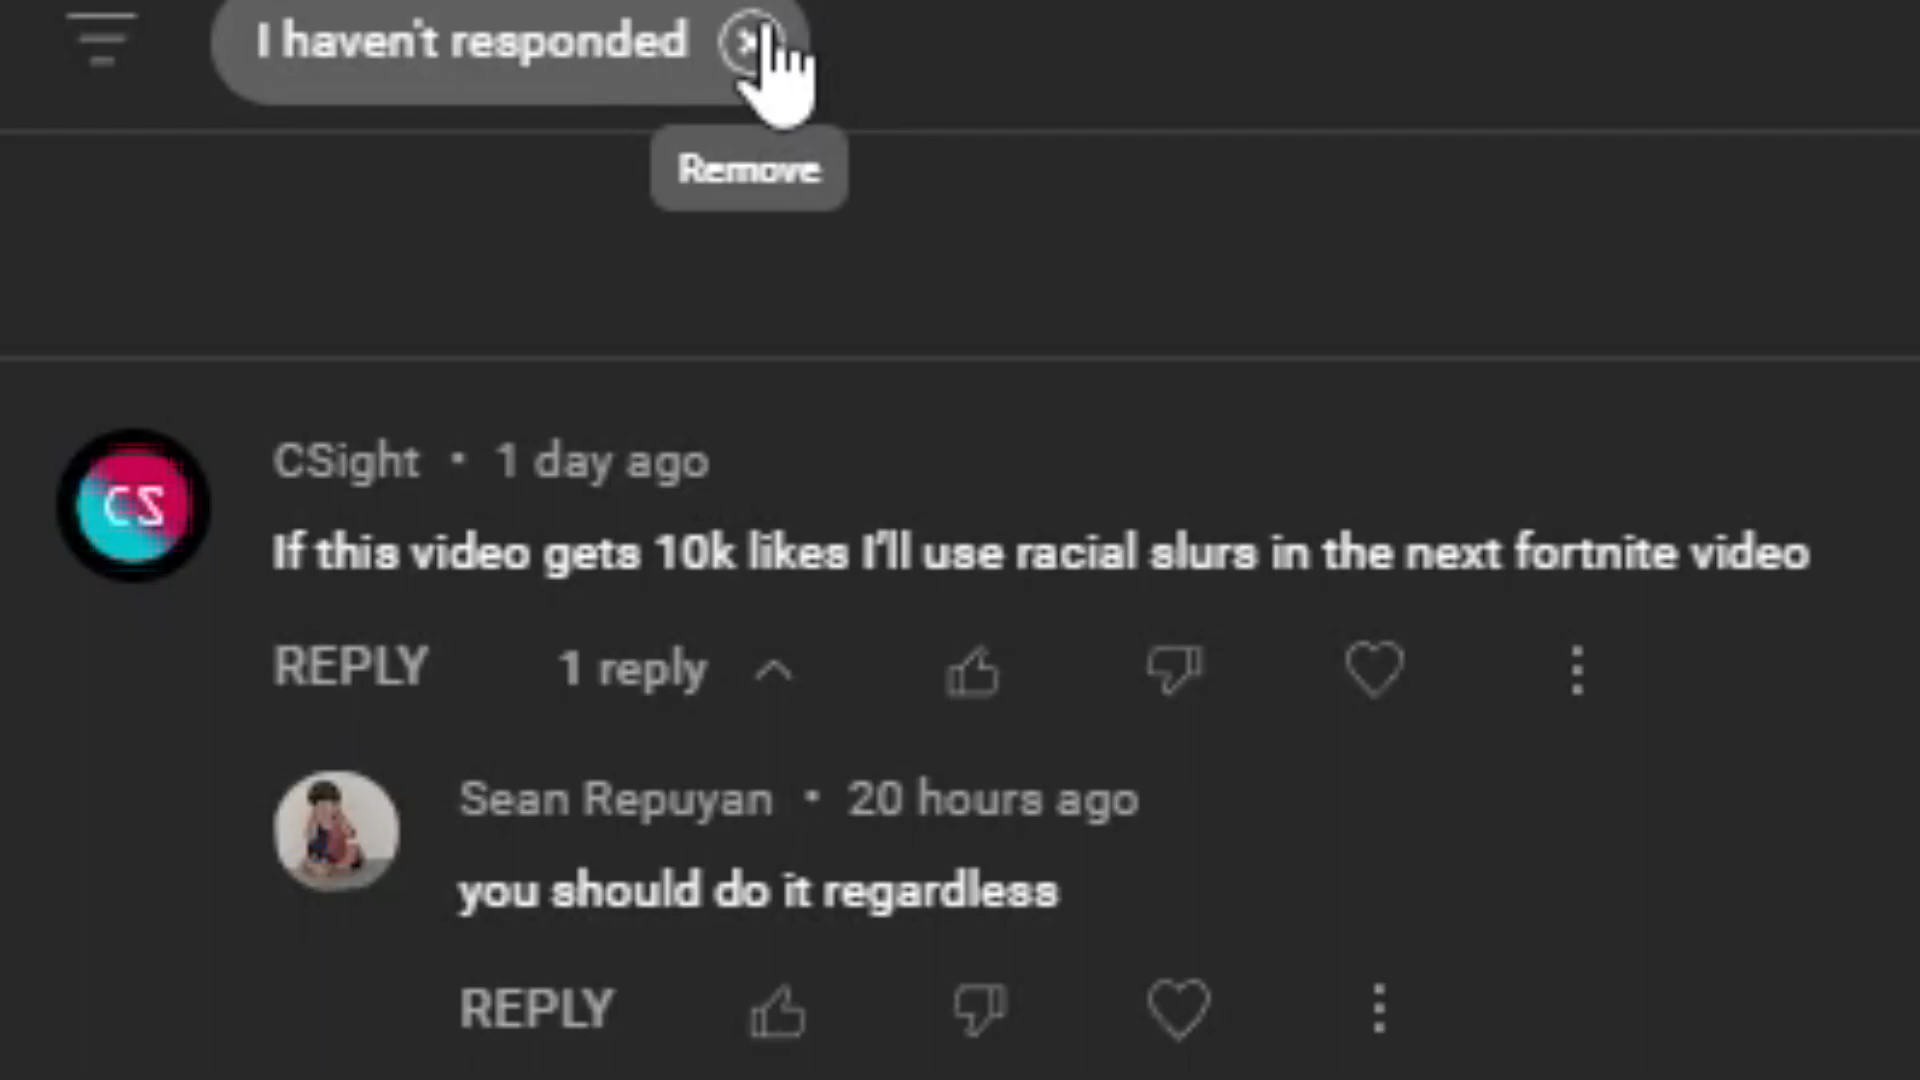 I haven't responded
Remove
CS
CSight • 1 day ago
If this video gets 10k likes I'll use racial slurs in the next fortnite video
REPLY 1 reply
Sean Repuyan • 20 hours ago
you should do it regardless
REPLY